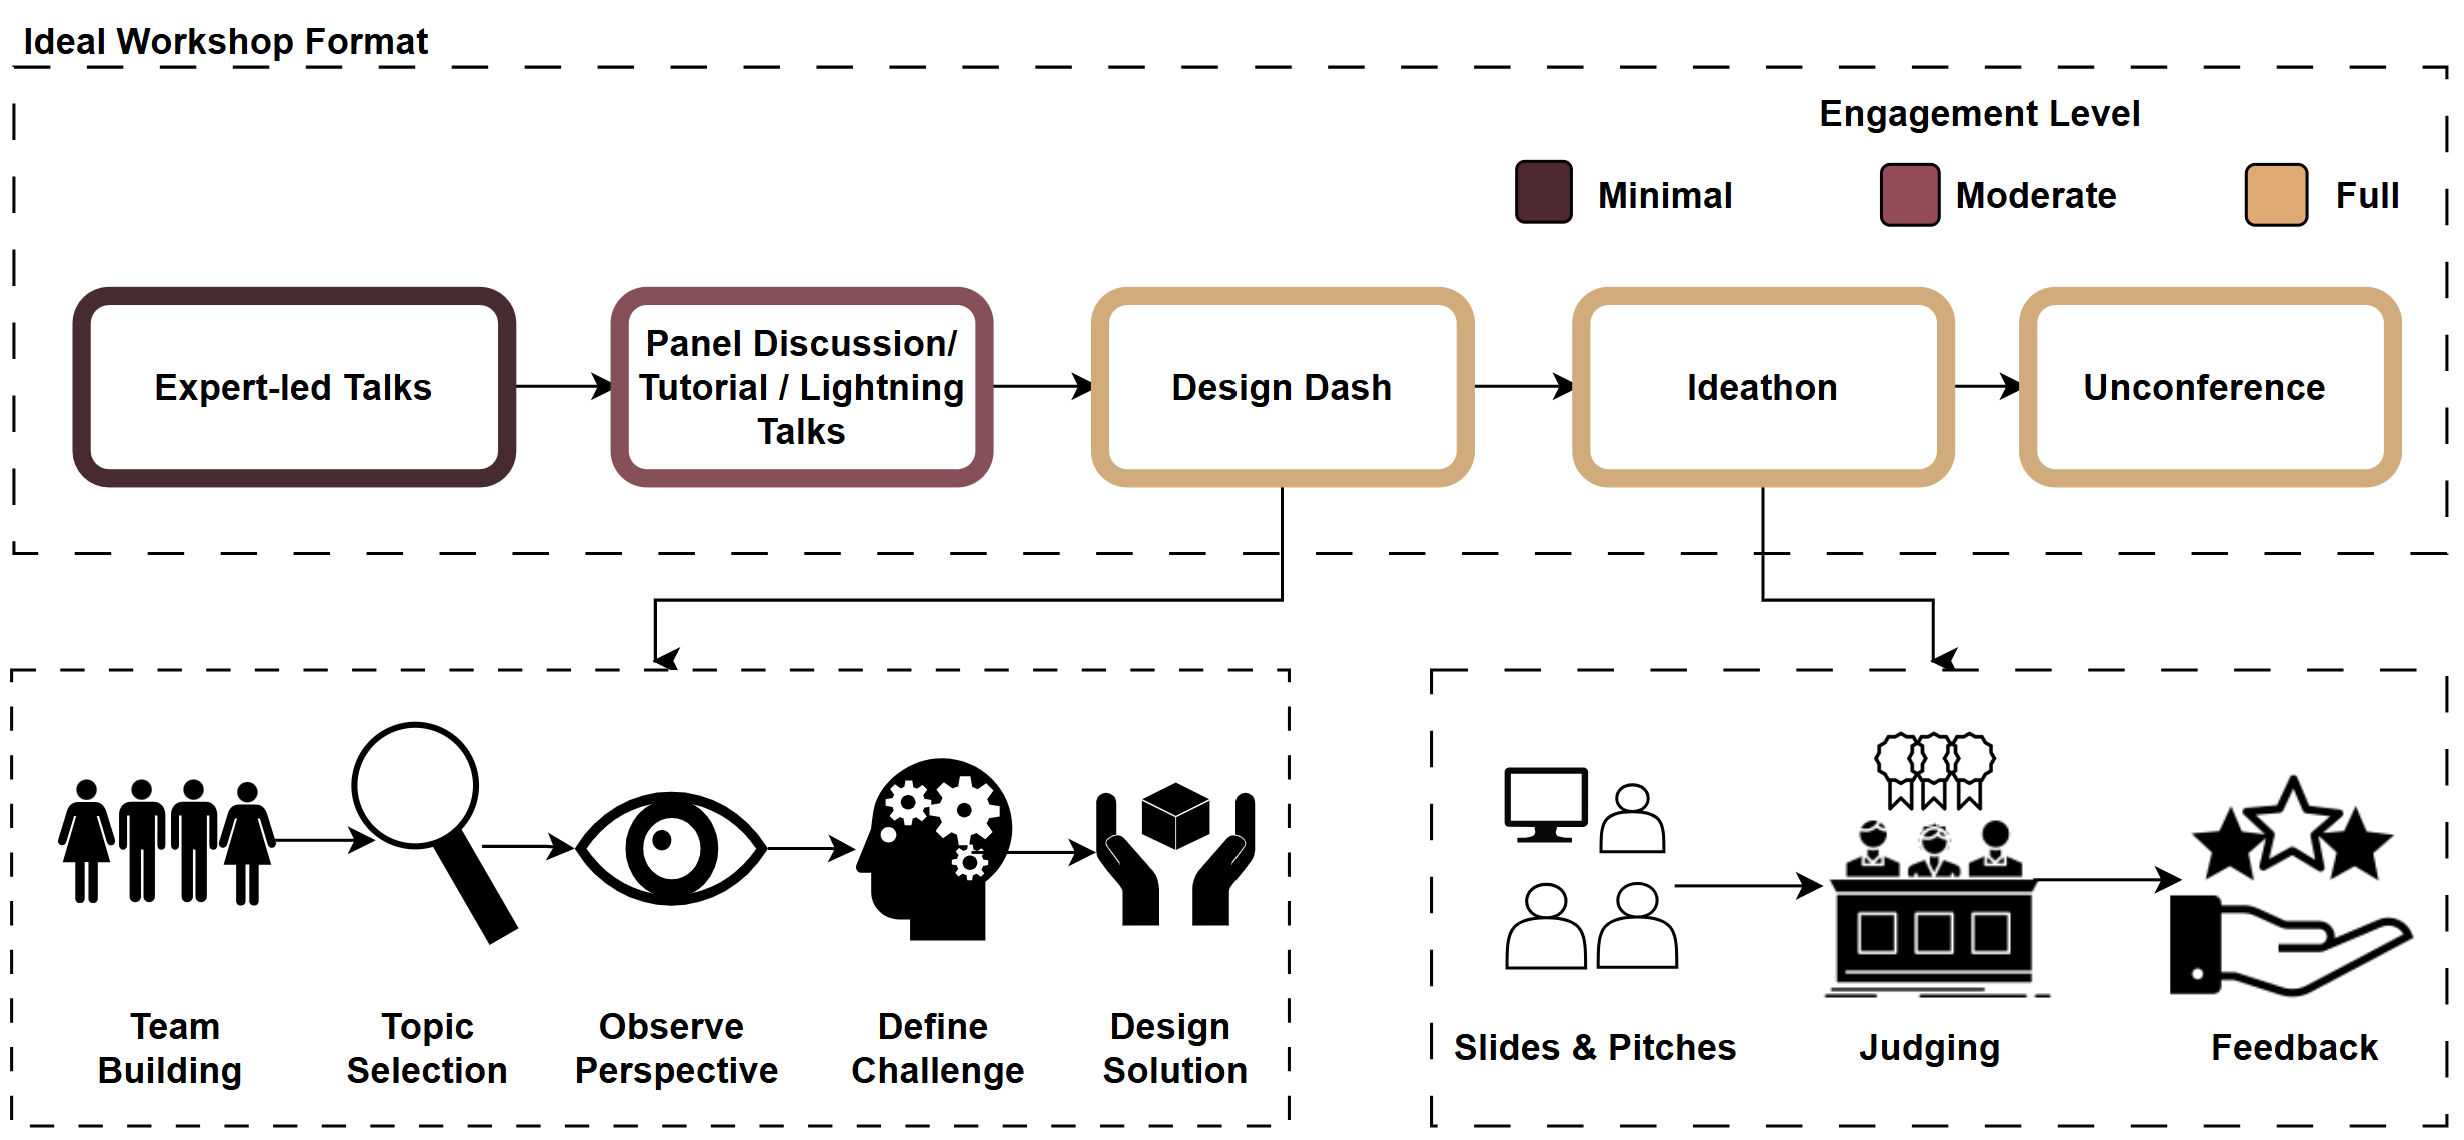 Ideal Workshop Format
Engagement Level
Minimal
Moderate
Full
Expert-led Talks
Panel Discussion/
Tutorial / Lightning
Talks
Design Dash
Ideathon
Unconference
Team
Building
Topic
Selection
Observe
Perspective
Define
Challenge
Design
Solution
Slides & Pitches
Judging
Feedback